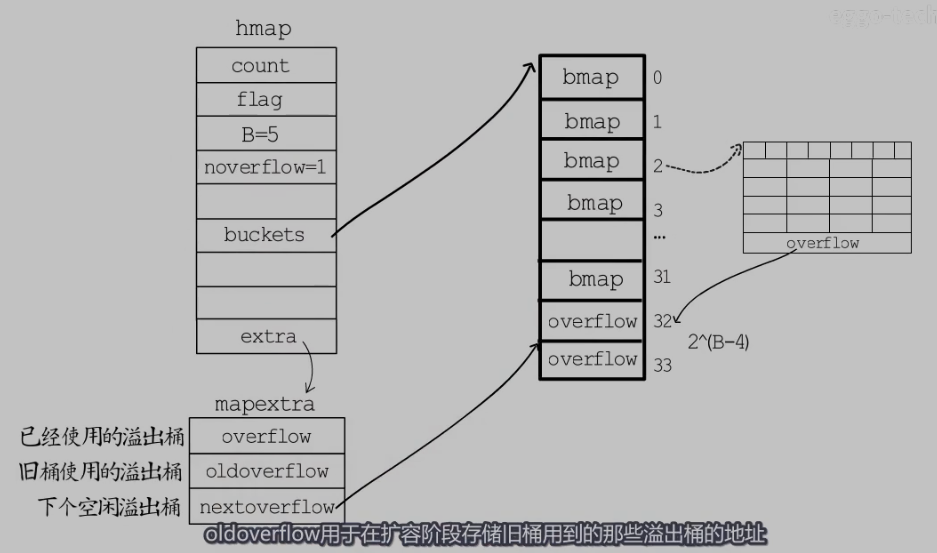 hmap
count
flag
B=5
noverflow=1
buckets
extra
bmap 0
bmap 1
bmap 2
bmap 3
...
bmap 31
overflow 32
overflow 33
2^(B-4)
overflow
mapextra
已经使用的溢出桶 overflow
旧桶使用的溢出桶 oldoverflow
下个空闲溢出桶 nextoverflow
oldoverflow用于在扩容阶段存储旧桶用到的那些溢出桶的地址